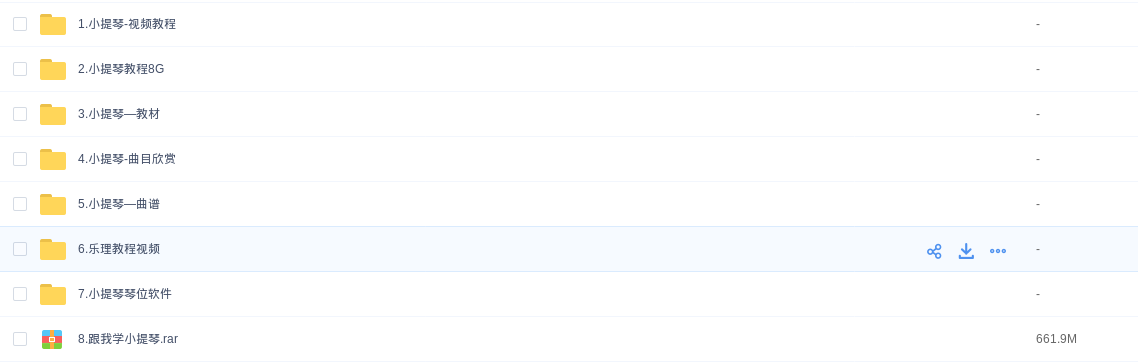 1.小提琴-视频教程 -
2.小提琴教程8G -
3.小提琴—教材 -
4.小提琴-曲目欣赏 -
5.小提琴—曲谱 -
6.乐理教程视频 -
7.小提琴琴位软件 -
8.跟我学小提琴.rar 661.9M